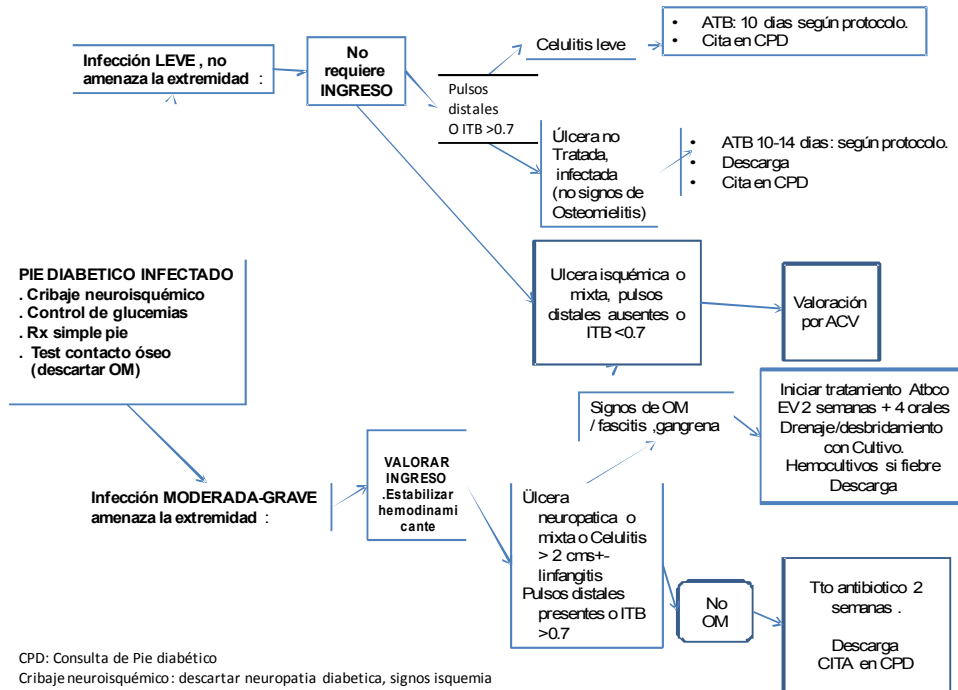 Infección LEVE , no
amenaza la extremidad :
No
requiere
INGRESO
Pulsos
distales
O ITB >0.7
Celulitis leve
• ATB: 10 dias según protocolo.
• Cita en CPD
Úlcera no
Tratada,
infectada
(no signos de
Osteomielitis)
• ATB 10-14 dias: según protocolo.
• Descarga
• Cita en CPD
PIE DIABETICO INFECTADO
. Cribaje neuroisquémico
. Control de glucemias
. Rx simple pie
. Test contacto óseo
(descartar OM)
Ulcera isquémica o
mixta, pulsos
distales ausentes o
ITB <0.7
Valoración
por ACV
Infección MODERADA-GRAVE
amenaza la extremidad :
VALORAR
INGRESO
.Estabilizar
hemodinami
cante
Signos de OM
/ fascitis ,gangrena
Iniciar tratamiento Atbco
EV 2 semanas + 4 orales
Drenaje/desbridamiento
con Cultivo.
Hemocultivos si fiebre
Descarga
Ülcera
neuropatica o
mixta o Celulitis
> 2 cms+-
linfangitis
Pulsos distales
presentes o ITB
>0.7
No
OM
Tto antibiotico 2
semanas .
Descarga
CITA en CPD
CPD: Consulta de Pie diabético
Cribaje neuroisquémico : descartar neuropatia diabetica, signos isquemia